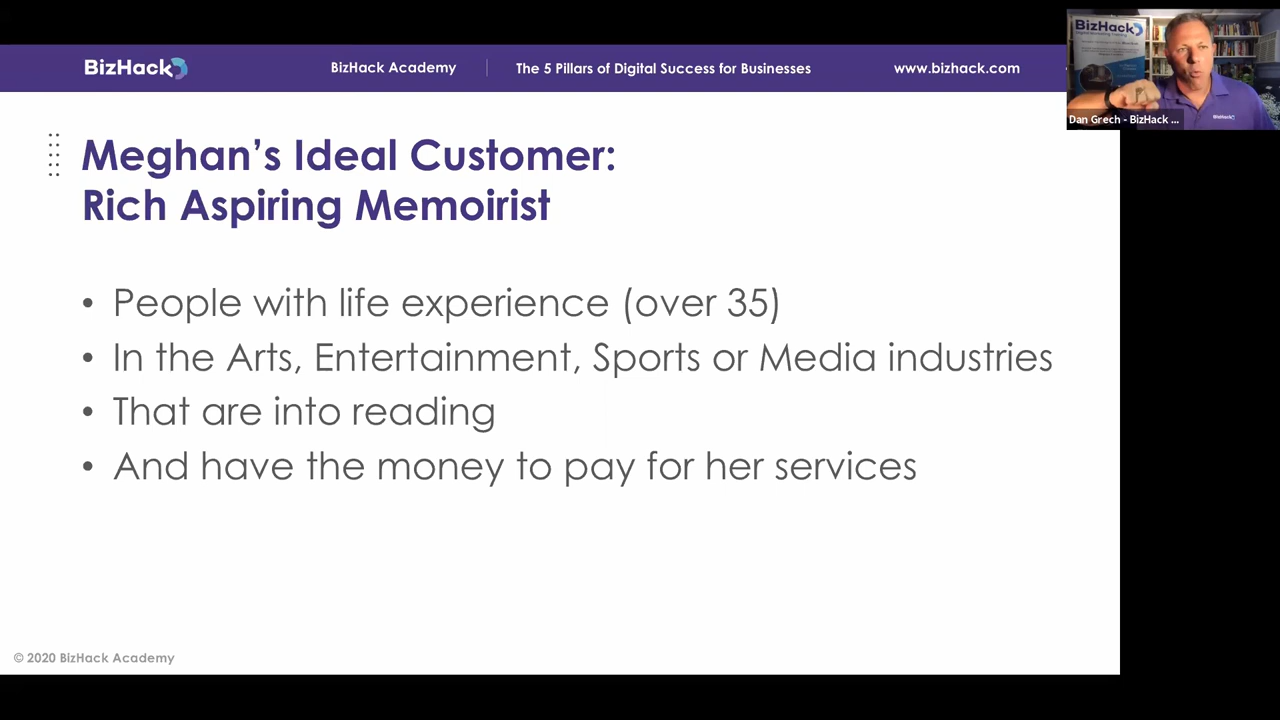 BizHack
BizHack Academy
The 5 Pillars of Digital Success for Businesses
www.bizhack.com
BizHack
Dan Grech - BizHack ...
BizHack
Meghan's Ideal Customer:
Rich Aspiring Memoirist
• People with life experience (over 35)
• In the Arts, Entertainment, Sports or Media industries
• That are into reading
• And have the money to pay for her services
© 2020 BizHack Academy